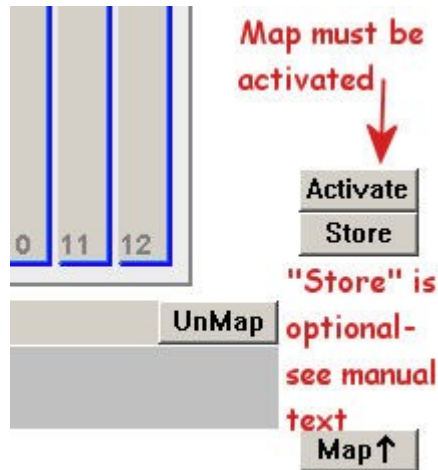 Map must be
activated
Activate
Store
0 11 12
"Store" is
UnMap
optional-
see manual
text
Map↑